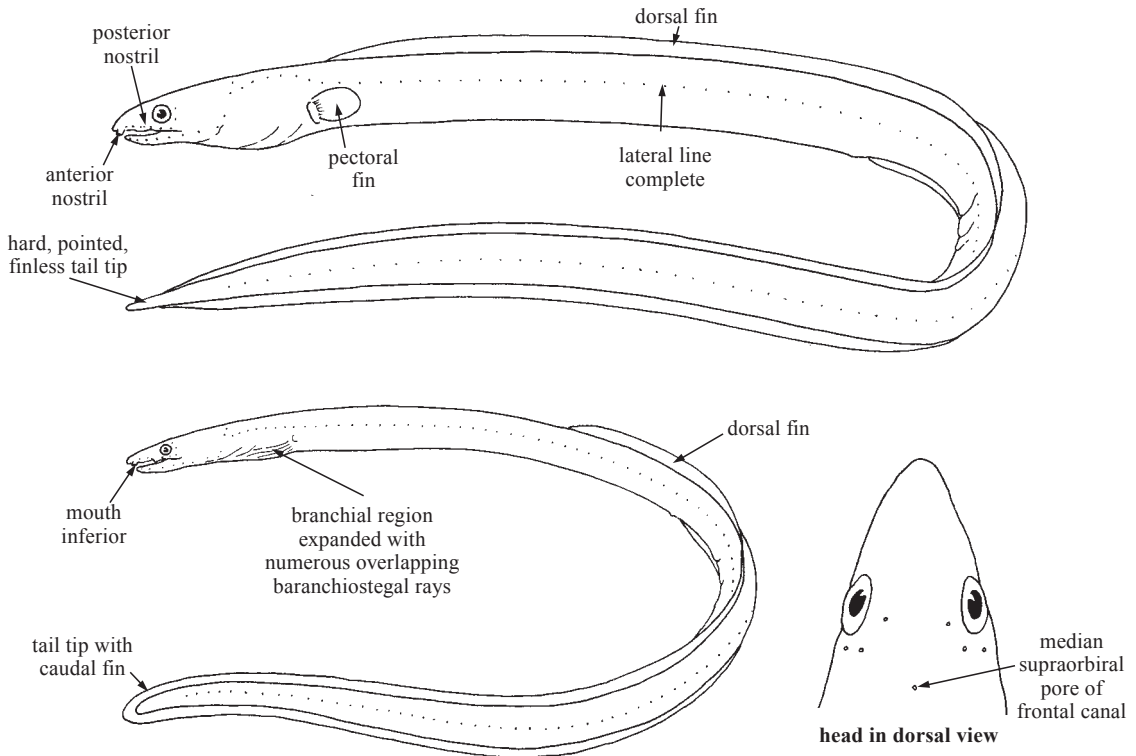 dorsal fin
posterior
nostril
anterior
nostril
pectoral
fin
lateral line
complete
hard, pointed,
finless tail tip
dorsal fin
mouth
inferior
branchial region
expanded with
numerous overlapping
baranchiostegal rays
tail tip with
caudal fin
median
supraorbiral
pore of
frontal canal
head in dorsal view